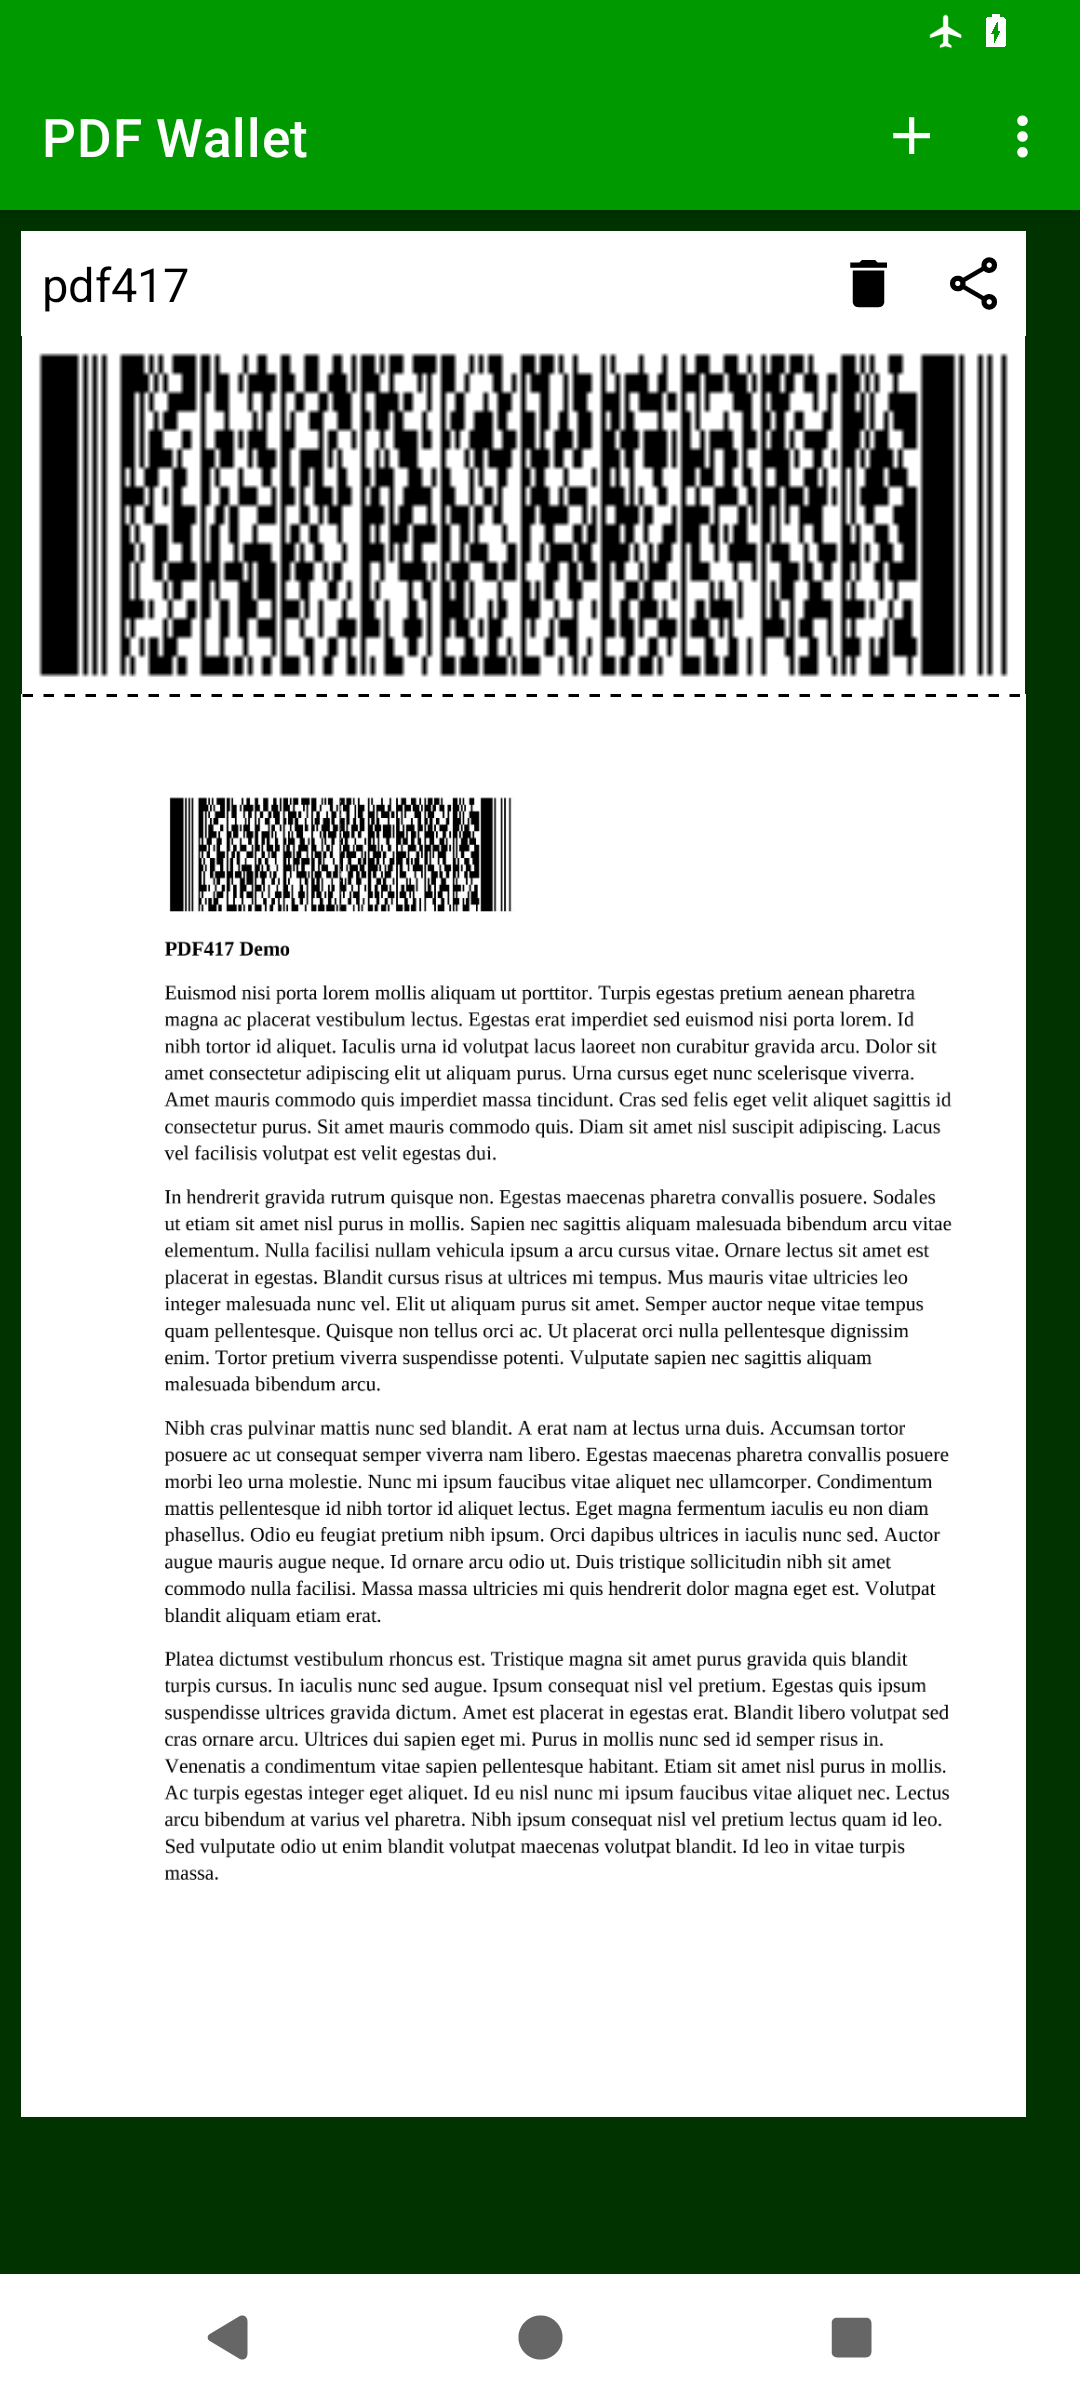 PDF Wallet
pdf417
PDF417 Demo
Euismod nisi porta lorem mollis aliquam ut porttitor. Turpis egestas pretium aenean pharetra
magna ac placerat vestibulum lectus. Egestas erat imperdiet sed euismod nisi porta lorem. Id
nibh tortor id aliquet. Iaculis urna id volutpat lacus laoreet non curabitur gravida arcu. Dolor sit
amet consectetur adipiscing elit ut aliquam purus. Urna cursus eget nunc scelerisque viverra.
Amet mauris commodo quis imperdiet massa tincidunt. Cras sed felis eget velit aliquet sagittis id
consectetur purus. Sit amet mauris commodo quis. Diam sit amet nisl suscipit adipiscing. Lacus
vel facilisis volutpat est velit egestas dui.
In hendrerit gravida rutrum quisque non. Egestas maecenas pharetra convallis posuere. Sodales
ut etiam sit amet nisl purus in mollis. Sapien nec sagittis aliquam malesuada bibendum arcu vitae
elementum. Nulla facilisi nullam vehicula ipsum a arcu cursus vitae. Ornare lectus sit amet est
placerat in egestas. Blandit cursus risus at ultrices mi tempus. Mus mauris vitae ultricies leo
integer malesuada nunc vel. Elit ut aliquam purus sit amet. Semper auctor neque vitae tempus
quam pellentesque. Quisque non tellus orci ac. Ut placerat orci nulla pellentesque dignissim
enim. Tortor pretium viverra suspendisse potenti. Vulputate sapien nec sagittis aliquam
malesuada bibendum arcu.
Nibh cras pulvinar mattis nunc sed blandit. A erat nam at lectus urna duis. Accumsan tortor
posuere ac ut consequat semper viverra nam libero. Egestas maecenas pharetra convallis posuere
morbi leo urna molestie. Nunc mi ipsum faucibus vitae aliquet nec ullamcorper. Condimentum
mattis pellentesque id nibh tortor id aliquet lectus. Eget magna fermentum iaculis eu non diam
phasellus. Odio eu feugiat pretium nibh ipsum. Orci dapibus ultrices in iaculis nunc sed. Auctor
augue mauris augue neque. Id ornare arcu odio ut. Duis tristique sollicitudin nibh sit amet
commodo nulla facilisi. Massa massa ultricies mi quis hendrerit dolor magna eget est. Volutpat
blandit aliquam etiam erat.
Platea dictumst vestibulum rhoncus est. Tristique magna sit amet purus gravida quis blandit
turpis cursus. In iaculis nunc sed augue. Ipsum consequat nisl vel pretium. Egestas quis ipsum
suspendisse ultrices gravida dictum. Amet est placerat in egestas erat. Blandit libero volutpat sed
cras ornare arcu. Ultrices dui sapien eget mi. Purus in mollis nunc sed id semper risus in.
Venenatis a condimentum vitae sapien pellentesque habitant. Etiam sit amet nisl purus in mollis.
Ac turpis egestas integer eget aliquet. Id eu nisl nunc mi ipsum faucibus vitae aliquet nec. Lectus
arcu bibendum at varius vel pharetra. Nibh ipsum consequat nisl vel pretium lectus quam id leo.
Sed vulputate odio ut enim blandit volutpat maecenas volutpat blandit. Id leo in vitae turpis
massa.